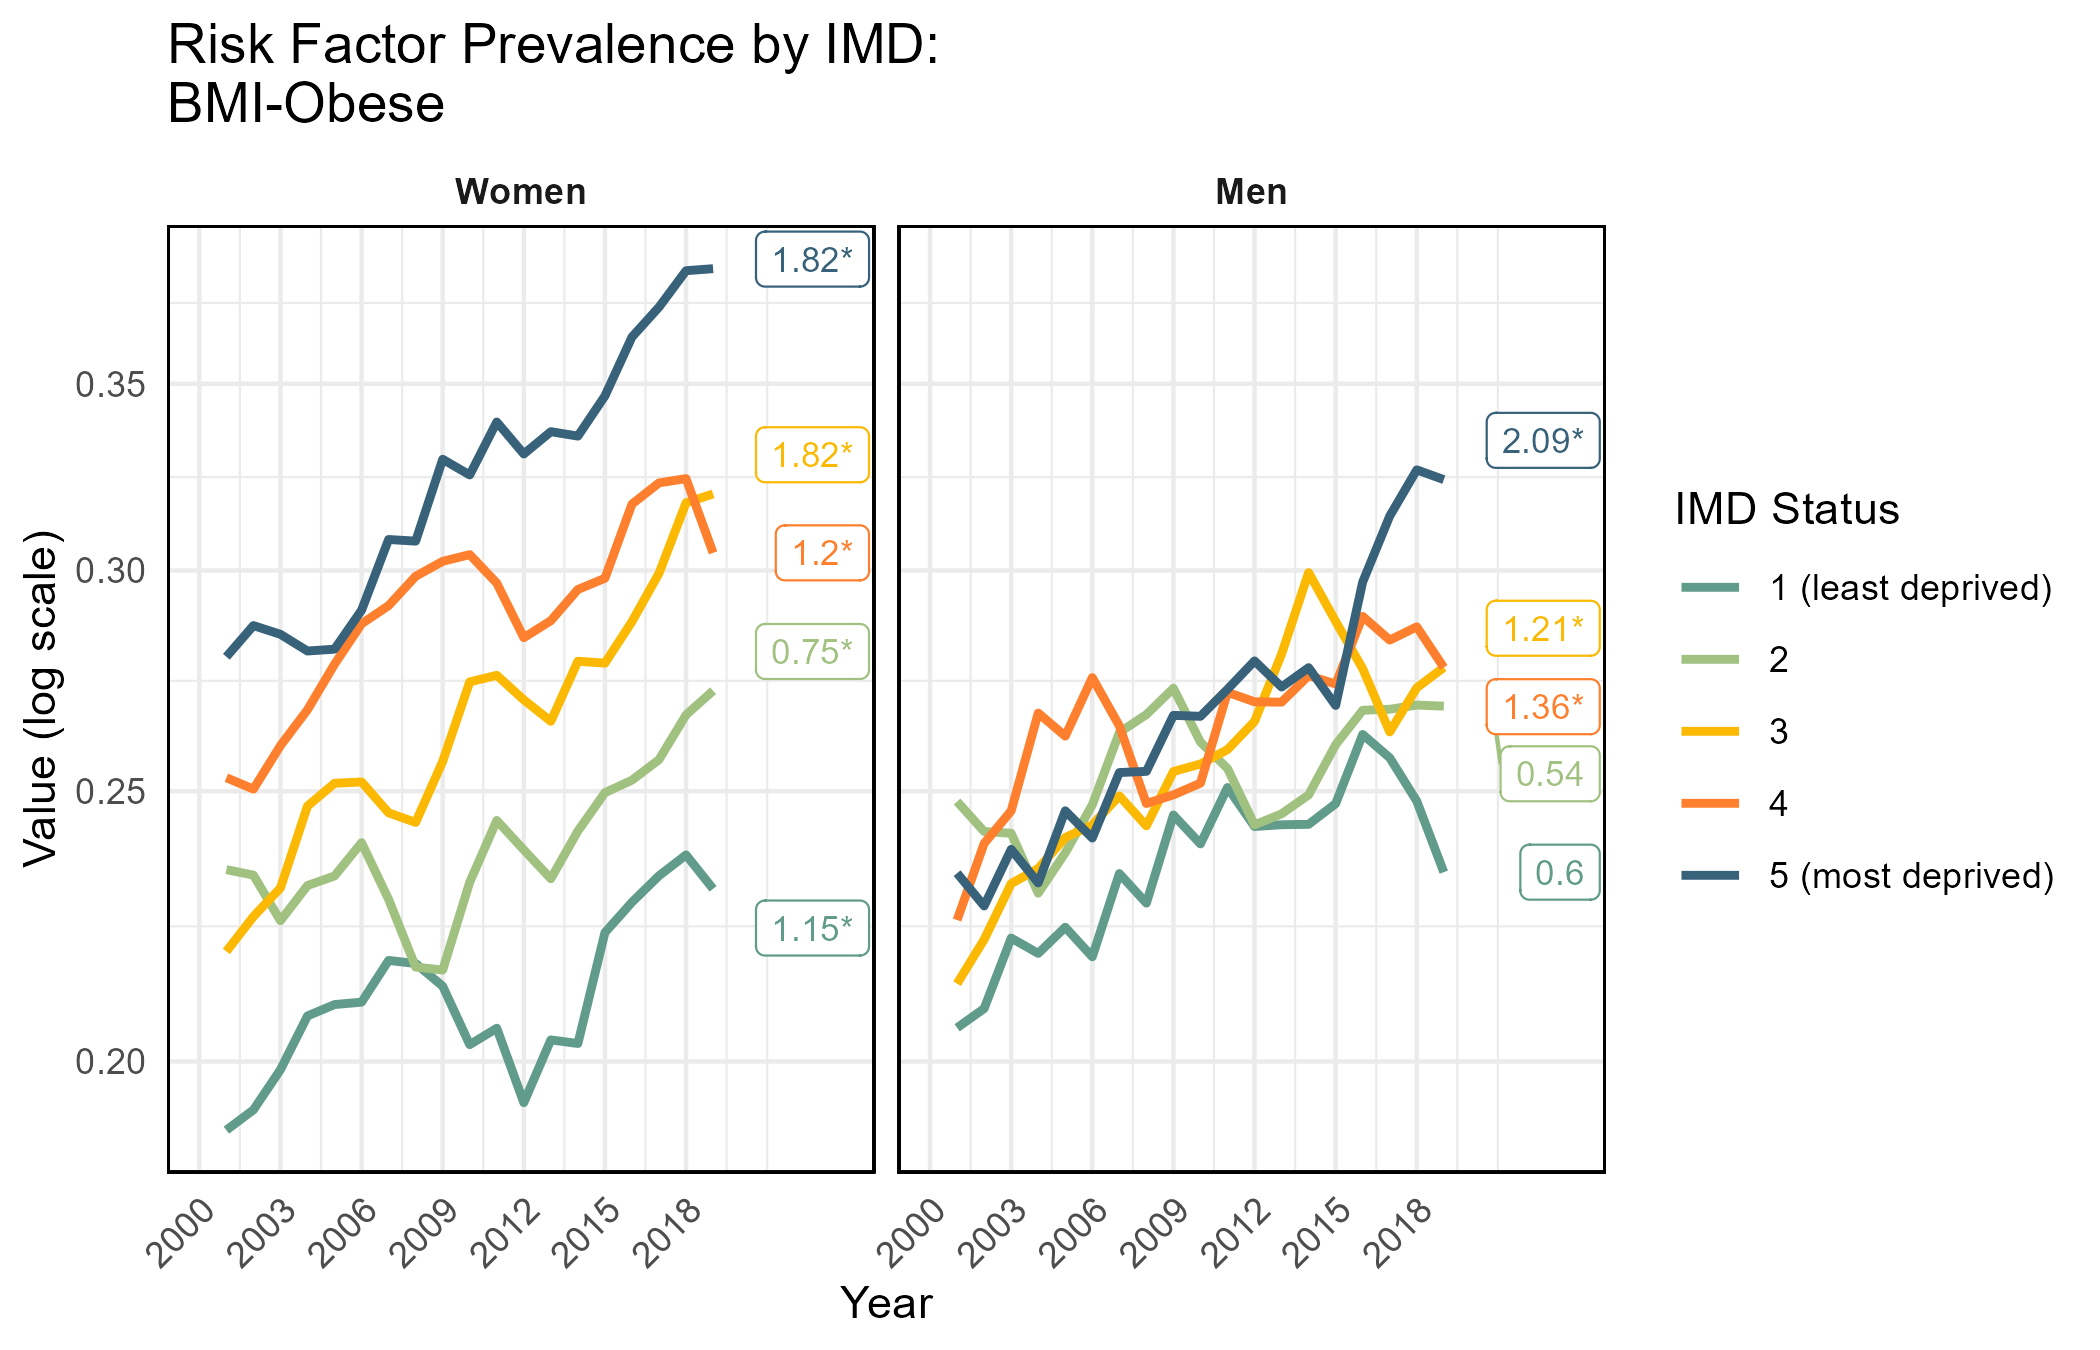 Risk Factor Prevalence by IMD:
BMI-Obese
Women
Men
Value (log scale)
0.35
0.30
0.25
0.20
1.82*
1.82*
1.2*
0.75*
1.15*
2.09*
1.21*
1.36*
0.54
0.6
2000 2003 2006 2009 2012 2015 2018
2000 2003 2006 2009 2012 2015 2018
Year
IMD Status
1 (least deprived)
2
3
4
5 (most deprived)